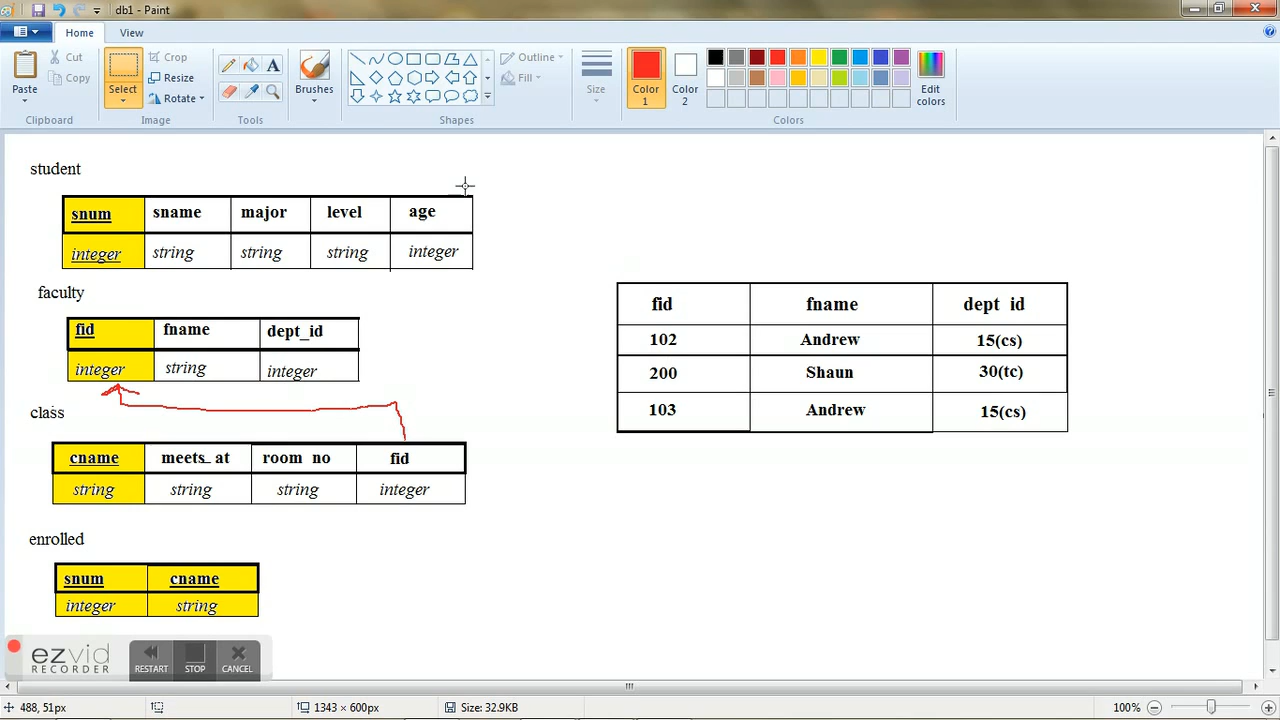 db1 - Paint
Home View
Paste
Cut
Copy
Clipboard
Select
Crop
Resize
Rotate
Image
Tools
Brushes
Shapes
Outline
Fill
Size
Color 1
Color 2
Edit colors
Colors
student
snum sname major level age
integer string string string integer
faculty
fid fname dept_id
integer string integer
class
cname meets_at room no fid
string string string integer
enrolled
snum cname
integer string
fid fname dept id
102 Andrew 15(cs)
200 Shaun 30(tc)
103 Andrew 15(cs)
ezvid
RECORDER
RESTART STOP CANCEL
488, 51px 1343 × 600px Size: 32.9KB 100%